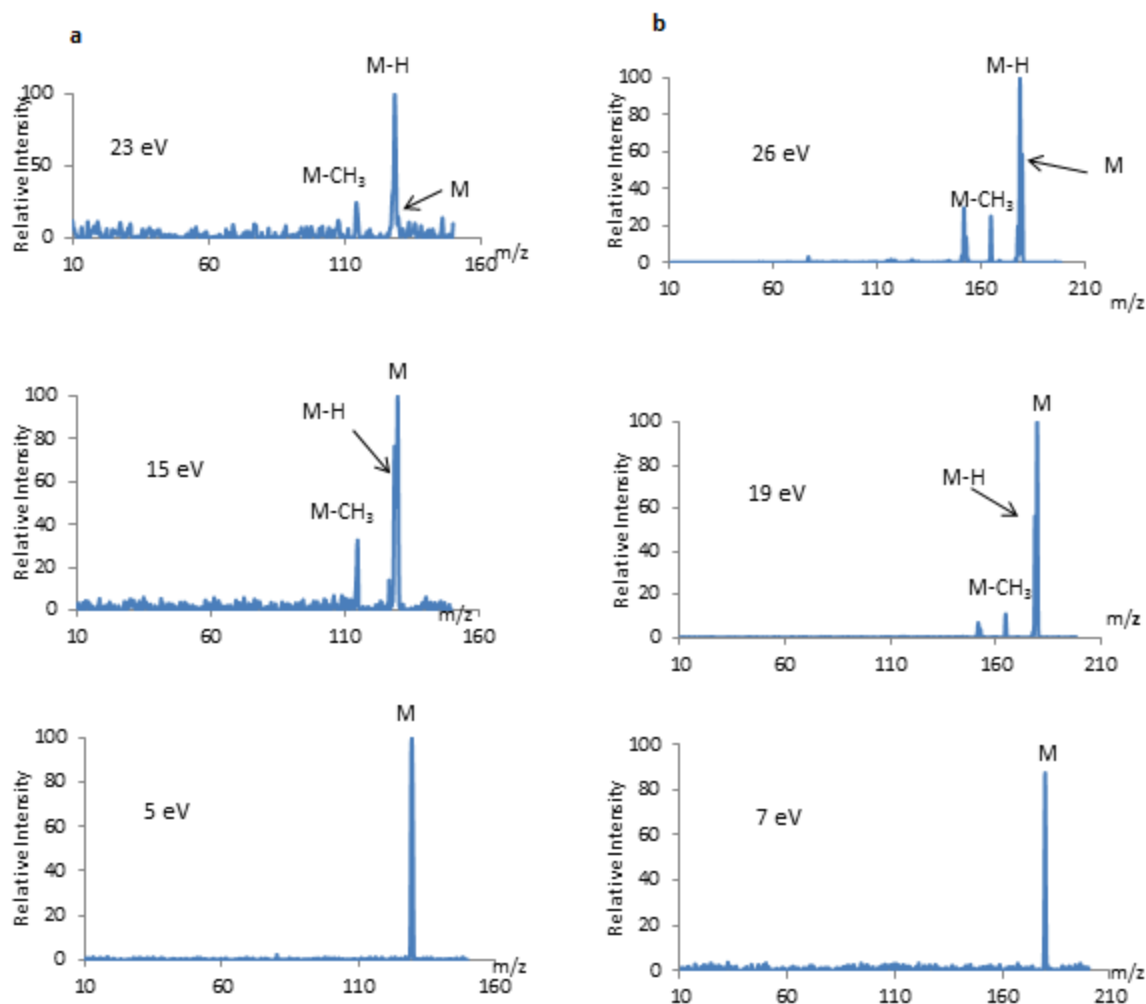 a
M-H
100
50
0
Relative Intensity
23 eV
M-CH₃
M
10 60 110 160
m/z
b
M-H
100
80
60
40
20
0
Relative Intensity
26 eV
M
M-CH₃
10 60 110 160 210
m/z
M
100
80
60
40
20
0
Relative Intensity
M-H
15 eV
M-CH₃
10 60 110 160
m/z
M
100
80
60
40
20
0
Relative Intensity
M-H
19 eV
M-CH₃
10 60 110 160 210
m/z
M
100
80
60
40
20
0
Relative Intensity
5 eV
10 60 110 160
m/z
M
100
80
60
40
20
0
Relative Intensity
7 eV
10 60 110 160 210
m/z